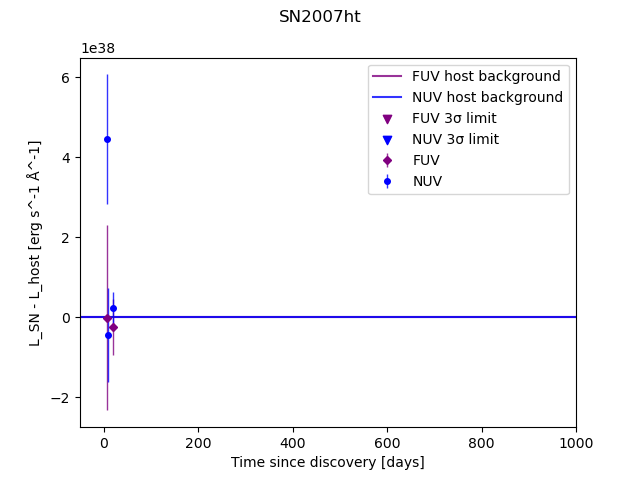 SN2007ht
1e38
6
4
2
0
−2
L_SN - L_host [erg s^-1 Å^-1]
FUV host background
NUV host background
FUV 3σ limit
NUV 3σ limit
FUV
NUV
0 200 400 600 800 1000
Time since discovery [days]